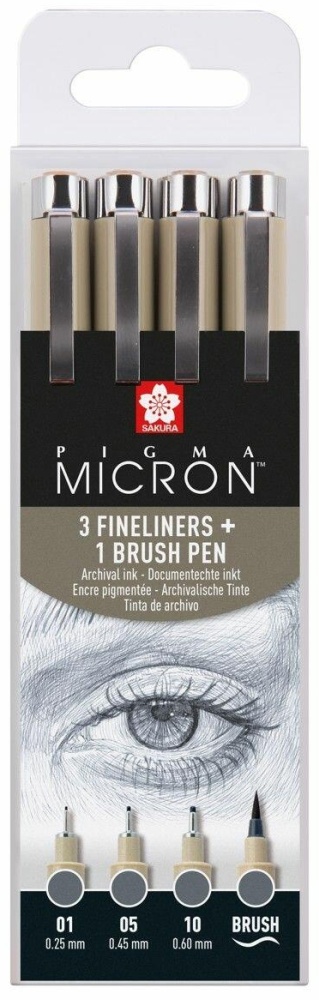 SAKURA
PIGMA
MICRON™
3 FINELINERS +
1 BRUSH PEN
Archival ink - Documentechte inkt
Encre pigmentée - Archivalische Tinte
Tinta de archivo
01 05 10 BRUSH
0.25 mm 0.45 mm 0.60 mm